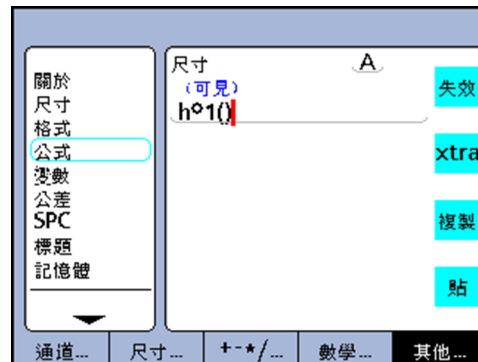 關於
尺寸
格式
公式
變數
公差
SPC
標題
記憶體
尺寸
A
（可見）
h°1()
失效
xtra
複製
貼
通道...
尺寸...
+-*/...
數學...
其他...